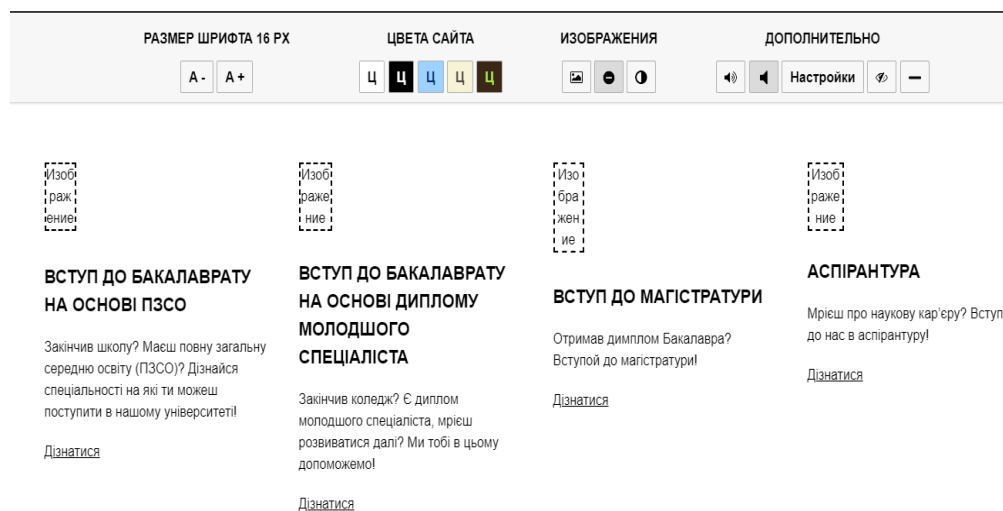 РАЗМЕР ШРИФТА 16 PX
ЦВЕТА САЙТА
ИЗОБРАЖЕНИЯ
ДОПОЛНИТЕЛЬНО
А - А +
Ц Ц Ц Ц Ц
Настройки
Изоб
раж
ение
ВСТУП ДО БАКАЛАВРАТУ
НА ОСНОВІ ПЗСО
Закінчив школу? Маєш повну загальну
середню освіту (ПЗСО)? Дізнайся
спеціальності на які ти можеш
поступити в нашому університеті!
Дізнатися
Изоб
раже
ние
ВСТУП ДО БАКАЛАВРАТУ
НА ОСНОВІ ДИПЛОМУ
МОЛОДШОГО
СПЕЦІАЛІСТА
Закінчив коледж? Є диплом
молодшого спеціаліста, мрієш
розвиватися далі? Ми тобі в цьому
допоможемо!
Дізнатися
Изо
бра
жен
ие
ВСТУП ДО МАГІСТРАТУРИ
Отримав димплом Бакалавра?
Вступой до магістратури!
Дізнатися
Изоб
раже
ние
АСПІРАНТУРА
Мрієш про наукову кар'єру? Вступ
до нас в аспірантуру!
Дізнатися